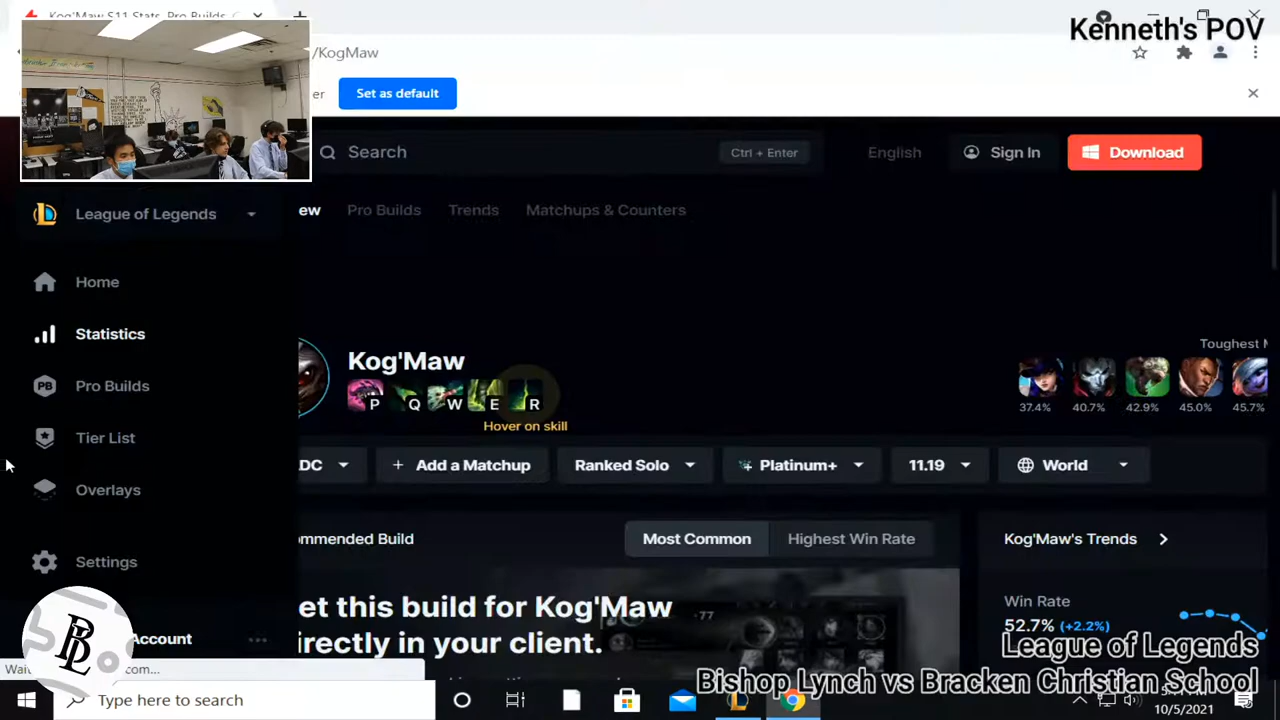 Kog'Maw S11 Stats, Pro Builds,
Kenneth's POV
/KogMaw
er
Set as default
Search
Ctrl + Enter
English
Sign In
Download
League of Legends
ew
Pro Builds
Trends
Matchups & Counters
Home
Statistics
Pro Builds
Tier List
Overlays
Settings
Account
Kog'Maw
P
Q
W
E
R
Hover on skill
Toughest M
37.4%
40.7%
42.9%
45.0%
45.7%
DC
Add a Matchup
Ranked Solo
Platinum+
11.19
World
ommended Build
Most Common
Highest Win Rate
Kog'Maw's Trends
et this build for Kog'Maw
irectly in your client.
Win Rate
52.7% (+2.2%)
League of Legends
Bishop Lynch vs Bracken Christian School
BL
com...
Type here to search
10/5/2021